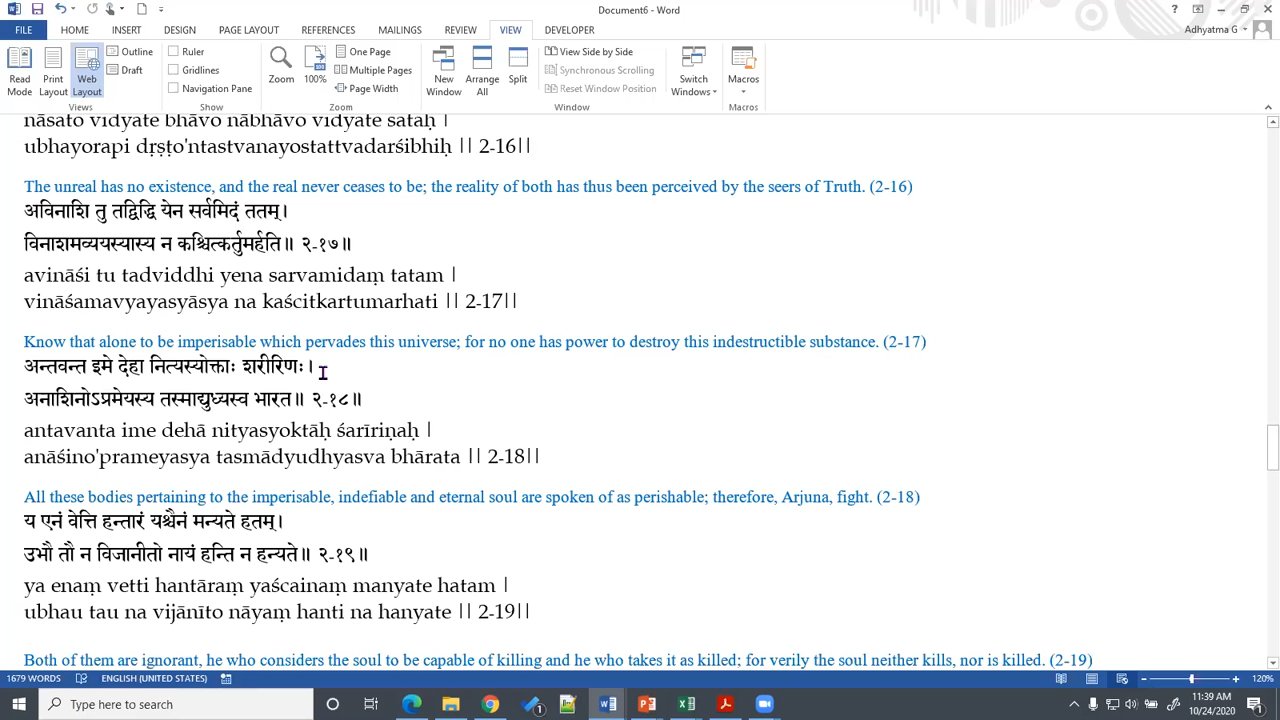 Document6 - Word
FILE HOME INSERT DESIGN PAGE LAYOUT REFERENCES MAILINGS REVIEW VIEW DEVELOPER Adhyatma G
Read Mode
Print Layout
Web Layout
Outline
Draft
Views
Ruler
Gridlines
Navigation Pane
Show
Zoom
100%
One Page
Multiple Pages
Page Width
Zoom
New Window
Arrange All
Split
View Side by Side
Synchronous Scrolling
Reset Window Position
Window
Switch Windows
Macros
Macros
nāsato vidyate bhāvo nābhāvo vidyate sataḥ |
ubhayorapi dṛṣṭo'ntastvanayostattvadarśibhiḥ || 2-16||
The unreal has no existence, and the real never ceases to be; the reality of both has thus been perceived by the seers of Truth. (2-16)
अविनाशि तु तद्विद्धि येन सर्वमिदं ततम्।
विनाशमव्ययस्यास्य न कश्चित्कर्तुमर्हति॥ २-१७॥
avināśi tu tadviddhi yena sarvamidaṃ tatam |
vināśamavyayasyāsya na kaścitkartumarhati || 2-17||
Know that alone to be imperisable which pervades this universe; for no one has power to destroy this indestructible substance. (2-17)
अन्तवन्त इमे देहा नित्यस्योक्ताः शरीरिणः।
अनाशिनोऽप्रमेयस्य तस्माद्युध्यस्व भारत॥ २-१८॥
antavanta ime dehā nityasyoktāḥ śarīriṇaḥ |
anāśino'prameyasya tasmādyudhyasva bhārata || 2-18||
All these bodies pertaining to the imperisable, indefiable and eternal soul are spoken of as perishable; therefore, Arjuna, fight. (2-18)
य एनं वेत्ति हन्तारं यश्चैनं मन्यते हतम्।
उभौ तौ न विजानीतो नायं हन्ति न हन्यते॥ २-१९॥
ya enaṃ vetti hantāraṃ yaścainaṃ manyate hatam |
ubhau tau na vijānīto nāyaṃ hanti na hanyate || 2-19||
Both of them are ignorant, he who considers the soul to be capable of killing and he who takes it as killed; for verily the soul neither kills, nor is killed. (2-19)
1679 WORDS ENGLISH (UNITED STATES) 120%
Type here to search
11:39 AM
10/24/2020